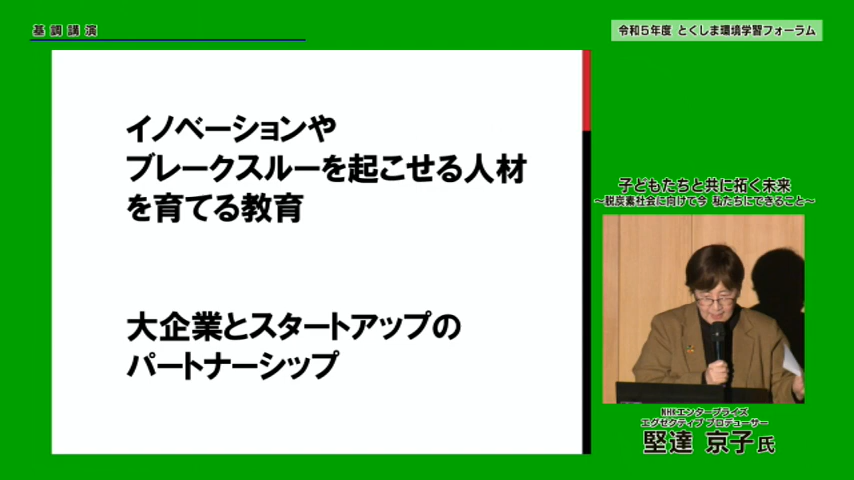 基調講演
令和5年度 とくしま環境学習フォーラム
イノベーションや
ブレークスルーを起こせる人材
を育てる教育
大企業とスタートアップの
パートナーシップ
子どもたちと共に拓く未来
～脱炭素社会に向けて今 私たちにできること～
NHKエンタープライズ
エグゼクティブ プロデューサー
堅達 京子 氏